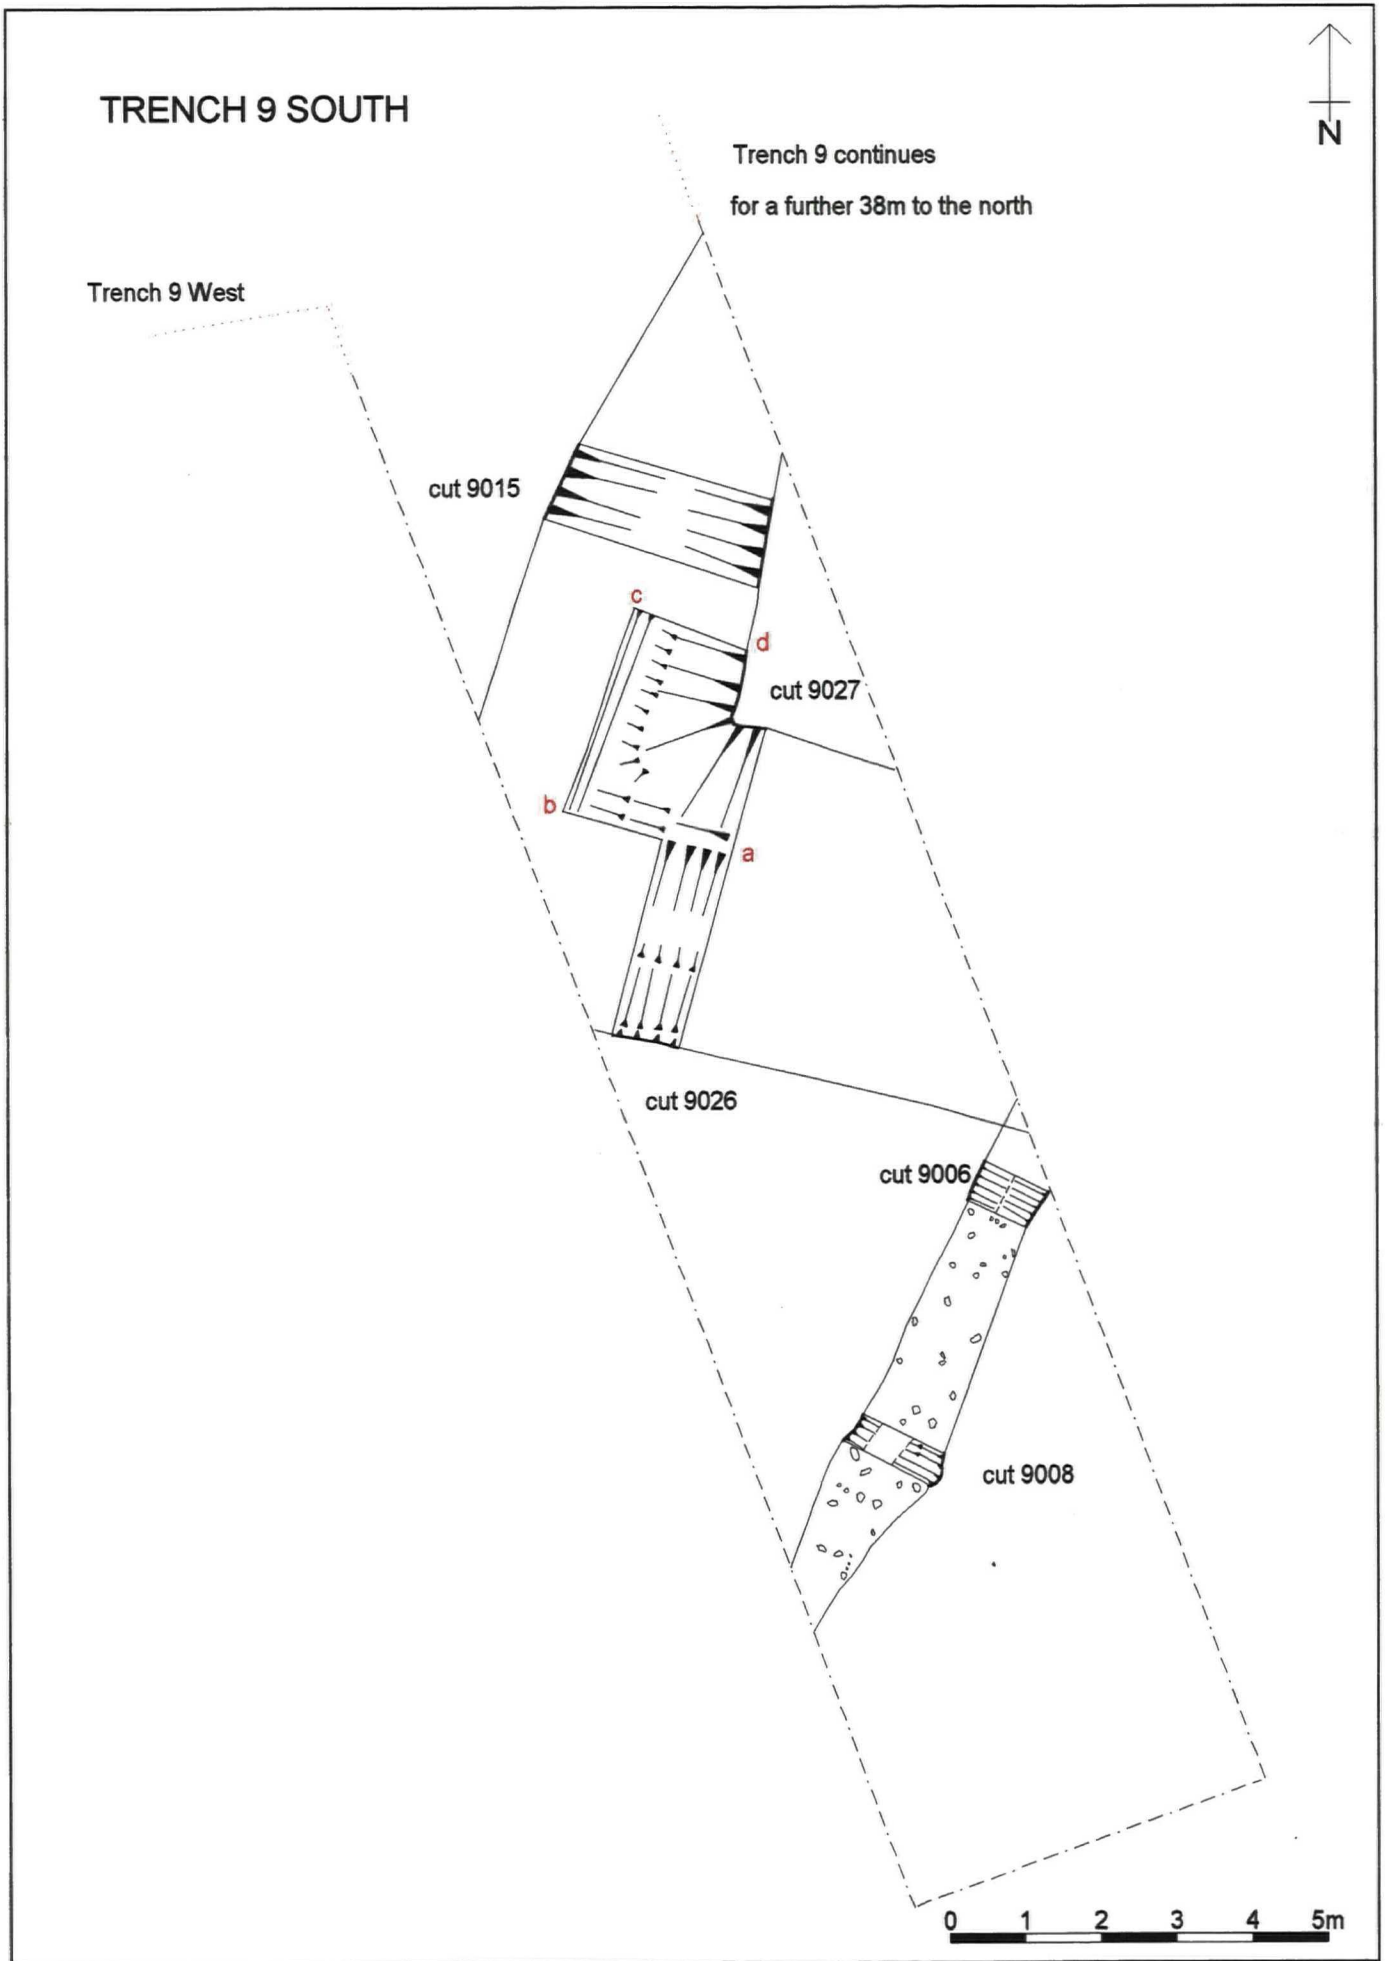 TRENCH 9 SOUTH
N
Trench 9 continues
for a further 38m to the north
Trench 9 West
cut 9015
c
d
cut 9027
b
a
cut 9026
cut 9006
cut 9008
0 1 2 3 4 5m